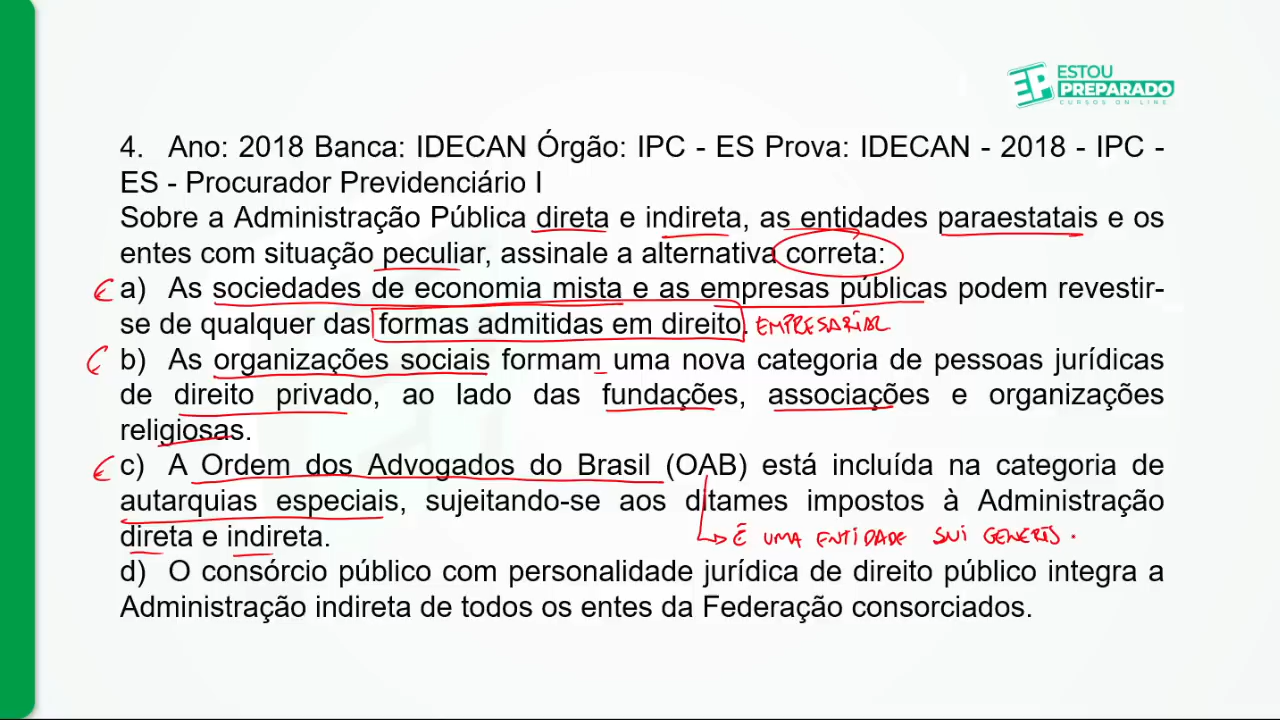 ESTOU
PREPARADO
CURSOS ON LINE
4. Ano: 2018 Banca: IDECAN Órgão: IPC - ES Prova: IDECAN - 2018 - IPC -
ES - Procurador Previdenciário I
Sobre a Administração Pública direta e indireta, as entidades paraestatais e os
entes com situação peculiar, assinale a alternativa correta:
a) As sociedades de economia mista e as empresas públicas podem revestir-
se de qualquer das formas admitidas em direito. EMPRESARIAL
b) As organizações sociais formam uma nova categoria de pessoas jurídicas
de direito privado, ao lado das fundações, associações e organizações
religiosas.
c) A Ordem dos Advogados do Brasil (OAB) está incluída na categoria de
autarquias especiais, sujeitando-se aos ditames impostos à Administração
direta e indireta. É UMA ENTIDADE SUI GENERIS.
d) O consórcio público com personalidade jurídica de direito público integra a
Administração indireta de todos os entes da Federação consorciados.